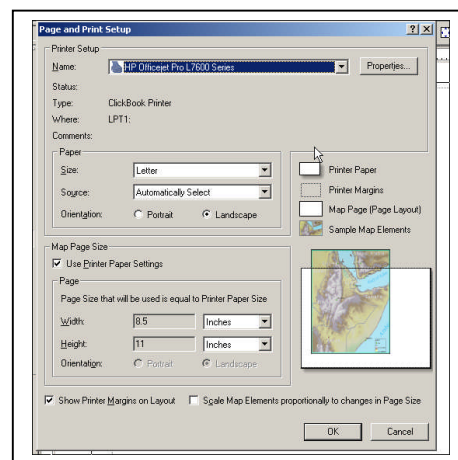 Page and Print Setup
Printer Setup
Name: HP Officejet Pro L7600 Series Properties...
Status:
Type: ClickBook Printer
Where: LPT1:
Comments:
Paper
Size: Letter
Source: Automatically Select
Orientation: Portrait Landscape
Printer Paper
Printer Margins
Map Page (Page Layout)
Sample Map Elements
Map Page Size
Use Printer Paper Settings
Page
Page Size that will be used is equal to Printer Paper Size
Width: 8.5 Inches
Height: 11 Inches
Orientation: Portrait Landscape
Show Printer Margins on Layout Scale Map Elements proportionally to changes in Page Size
OK Cancel